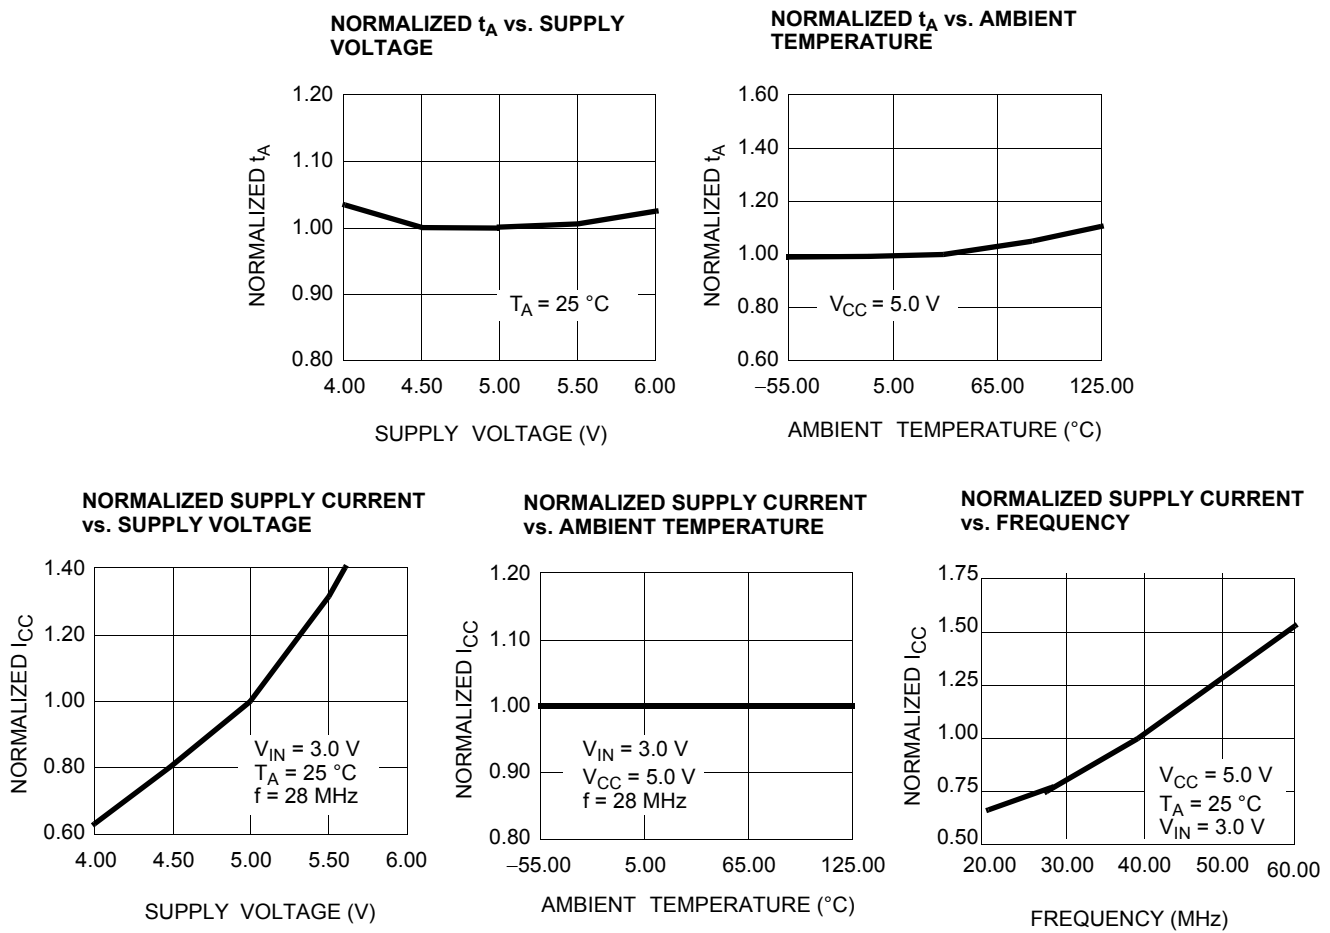 NORMALIZED tA vs. SUPPLY
VOLTAGE
1.20
1.10
1.00
0.90
0.80
NORMALIZED tA
TA = 25 °C
4.00 4.50 5.00 5.50 6.00
SUPPLY VOLTAGE (V)
NORMALIZED tA vs. AMBIENT
TEMPERATURE
1.60
1.40
1.20
1.00
0.80
0.60
NORMALIZED tA
VCC = 5.0 V
–55.00 5.00 65.00 125.00
AMBIENT TEMPERATURE (°C)
NORMALIZED SUPPLY CURRENT
vs. SUPPLY VOLTAGE
1.40
1.20
1.00
0.80
0.60
NORMALIZED ICC
VIN = 3.0 V
TA = 25 °C
f = 28 MHz
4.00 4.50 5.00 5.50 6.00
SUPPLY VOLTAGE (V)
NORMALIZED SUPPLY CURRENT
vs. AMBIENT TEMPERATURE
1.20
1.10
1.00
0.90
0.80
NORMALIZED ICC
VIN = 3.0 V
VCC = 5.0 V
f = 28 MHz
–55.00 5.00 65.00 125.00
AMBIENT TEMPERATURE (°C)
NORMALIZED SUPPLY CURRENT
vs. FREQUENCY
1.75
1.50
1.25
1.00
0.75
0.50
NORMALIZED ICC
VCC = 5.0 V
TA = 25 °C
VIN = 3.0 V
20.00 30.00 40.00 50.00 60.00
FREQUENCY (MHz)